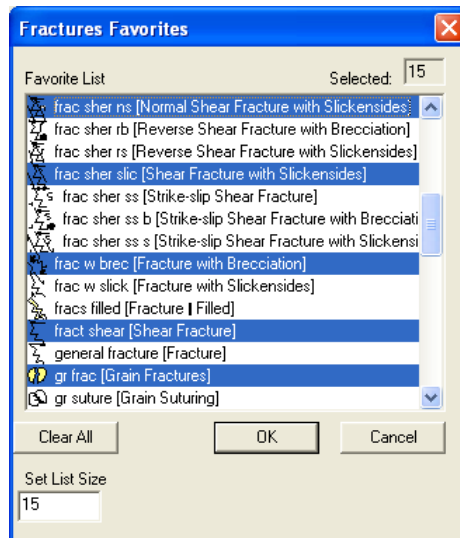 Fractures Favorites
Favorite List Selected: 15
frac sher ns [Normal Shear Fracture with Slickensides]
frac sher rb [Reverse Shear Fracture with Brecciation]
frac sher rs [Reverse Shear Fracture with Slickensides]
frac sher slic [Shear Fracture with Slickensides]
frac sher ss [Strike-slip Shear Fracture]
frac sher ss b [Strike-slip Shear Fracture with Brecciati
frac sher ss s [Strike-slip Shear Fracture with Slickensi
frac w brec [Fracture with Brecciation]
frac w slick [Fracture with Slickensides]
fracs filled [Fracture | Filled]
fract shear [Shear Fracture]
general fracture [Fracture]
gr frac [Grain Fractures]
gr suture [Grain Suturing]
Clear All OK Cancel
Set List Size
15